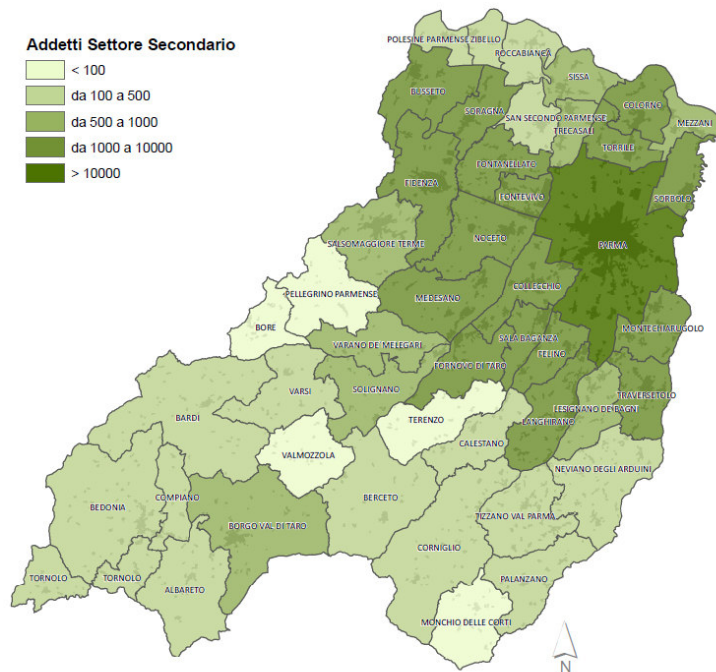 Addetti Settore Secondario
< 100
da 100 a 500
da 500 a 1000
da 1000 a 10000
> 10000
POLESINE PARMENSE
ZIBELLO
ROCCABIANCA
SISSA
BUSSETO
SORAGNA
SAN SECONDO PARMENSE
TRECASALI
COLORNO
MEZZANI
TORRILE
FONTANELLATO
FIDENZA
FONTEVIVO
SORBOLO
SALSOMAGGIORE TERME
NOCETO
PARMA
PELLEGRINO PARMENSE
MEDESANO
COLLECCHIO
BORE
VARANO DE' MELEGARI
SALA BAGANZA
MONTECHIARUGOLO
FORNOVO DI TARO
FELINO
VARSI
SOLIGNANO
TRAVERSETOLO
BARDI
TERENZO
LESIGNANO DE'BAGNI
LANGHIRANO
CALESTANO
VALMOZZOLA
NEVIANO DEGLI ARDUINI
BEDONIA
COMPIANO
BERCETO
BORGO VAL DI TARO
TIZZANO VAL PARMA
CORNIGLIO
TORNOLO
TORNOLO
ALBARETO
PALANZANO
MONCHIO DELLE CORTI
N